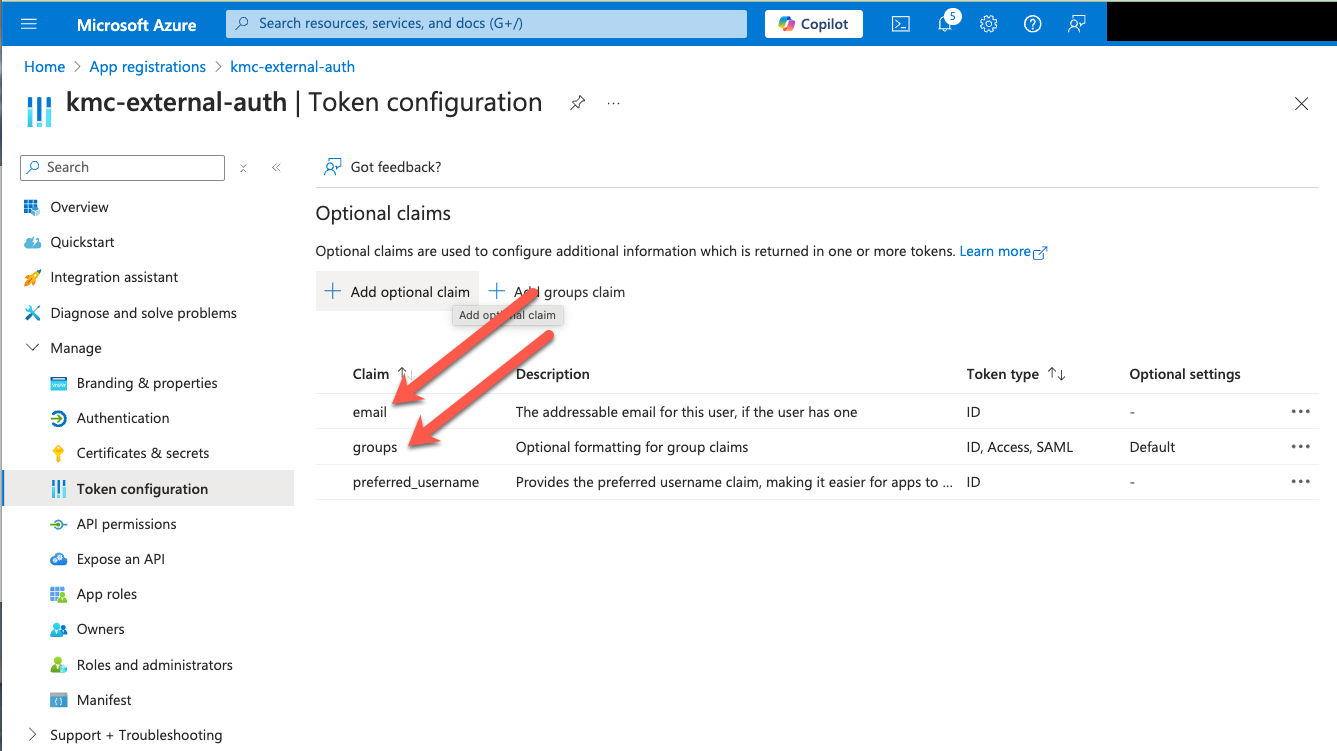 Microsoft Azure
Search resources, services, and docs (G+/)
Copilot
5
Home > App registrations > kmc-external-auth
kmc-external-auth | Token configuration
Search
Got feedback?
Overview
Quickstart
Integration assistant
Diagnose and solve problems
Manage
Branding & properties
Authentication
Certificates & secrets
Token configuration
API permissions
Expose an API
App roles
Owners
Roles and administrators
Manifest
Support + Troubleshooting
Optional claims
Optional claims are used to configure additional information which is returned in one or more tokens. Learn more
Add optional claim Add groups claim
Add optional claim
Claim Description Token type Optional settings
email The addressable email for this user, if the user has one ID -
groups Optional formatting for group claims ID, Access, SAML Default
preferred_username Provides the preferred username claim, making it easier for apps to ... ID -